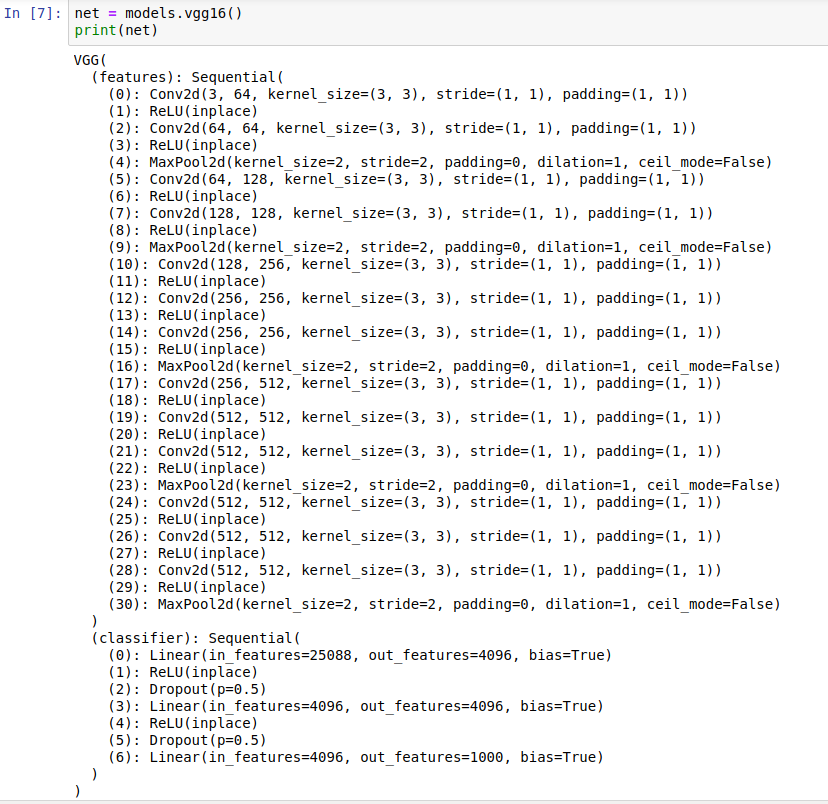 In [7]: net = models.vgg16()
print(net)
VGG(
  (features): Sequential(
    (0): Conv2d(3, 64, kernel_size=(3, 3), stride=(1, 1), padding=(1, 1))
    (1): ReLU(inplace)
    (2): Conv2d(64, 64, kernel_size=(3, 3), stride=(1, 1), padding=(1, 1))
    (3): ReLU(inplace)
    (4): MaxPool2d(kernel_size=2, stride=2, padding=0, dilation=1, ceil_mode=False)
    (5): Conv2d(64, 128, kernel_size=(3, 3), stride=(1, 1), padding=(1, 1))
    (6): ReLU(inplace)
    (7): Conv2d(128, 128, kernel_size=(3, 3), stride=(1, 1), padding=(1, 1))
    (8): ReLU(inplace)
    (9): MaxPool2d(kernel_size=2, stride=2, padding=0, dilation=1, ceil_mode=False)
    (10): Conv2d(128, 256, kernel_size=(3, 3), stride=(1, 1), padding=(1, 1))
    (11): ReLU(inplace)
    (12): Conv2d(256, 256, kernel_size=(3, 3), stride=(1, 1), padding=(1, 1))
    (13): ReLU(inplace)
    (14): Conv2d(256, 256, kernel_size=(3, 3), stride=(1, 1), padding=(1, 1))
    (15): ReLU(inplace)
    (16): MaxPool2d(kernel_size=2, stride=2, padding=0, dilation=1, ceil_mode=False)
    (17): Conv2d(256, 512, kernel_size=(3, 3), stride=(1, 1), padding=(1, 1))
    (18): ReLU(inplace)
    (19): Conv2d(512, 512, kernel_size=(3, 3), stride=(1, 1), padding=(1, 1))
    (20): ReLU(inplace)
    (21): Conv2d(512, 512, kernel_size=(3, 3), stride=(1, 1), padding=(1, 1))
    (22): ReLU(inplace)
    (23): MaxPool2d(kernel_size=2, stride=2, padding=0, dilation=1, ceil_mode=False)
    (24): Conv2d(512, 512, kernel_size=(3, 3), stride=(1, 1), padding=(1, 1))
    (25): ReLU(inplace)
    (26): Conv2d(512, 512, kernel_size=(3, 3), stride=(1, 1), padding=(1, 1))
    (27): ReLU(inplace)
    (28): Conv2d(512, 512, kernel_size=(3, 3), stride=(1, 1), padding=(1, 1))
    (29): ReLU(inplace)
    (30): MaxPool2d(kernel_size=2, stride=2, padding=0, dilation=1, ceil_mode=False)
  )
  (classifier): Sequential(
    (0): Linear(in_features=25088, out_features=4096, bias=True)
    (1): ReLU(inplace)
    (2): Dropout(p=0.5)
    (3): Linear(in_features=4096, out_features=4096, bias=True)
    (4): ReLU(inplace)
    (5): Dropout(p=0.5)
    (6): Linear(in_features=4096, out_features=1000, bias=True)
  )
)